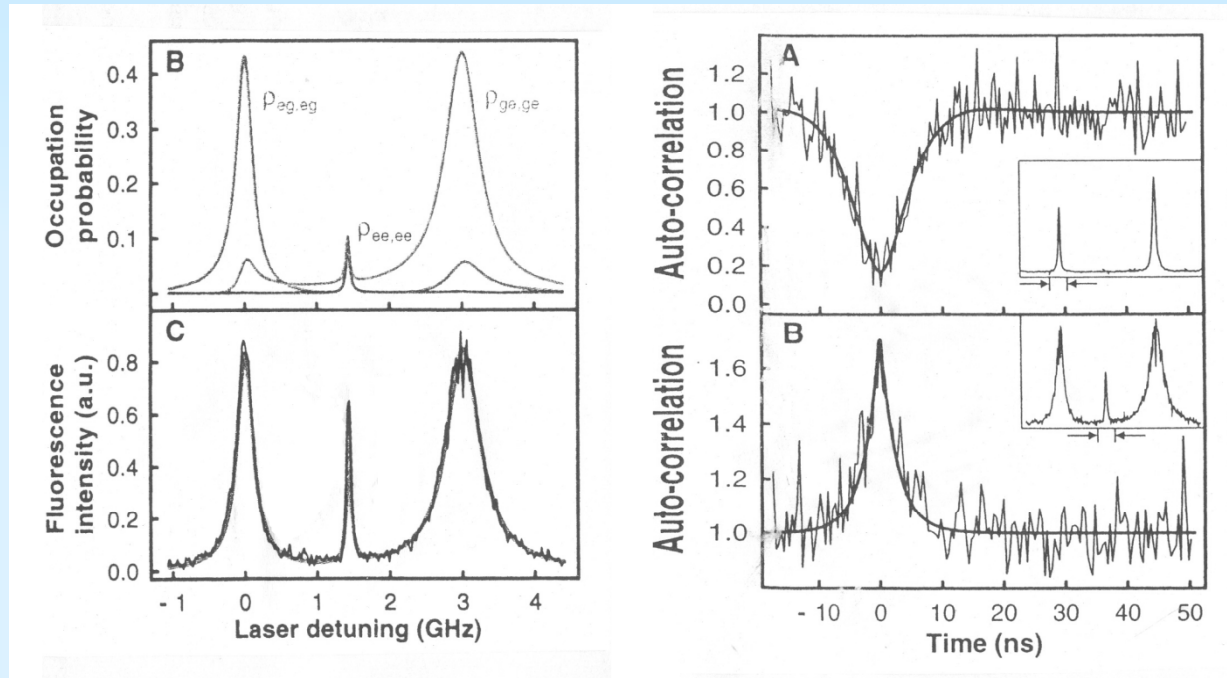 B
ρeg,eg
ρge,ge
ρee,ee
Occupation
probability
0.4
0.3
0.2
0.1
C
Fluorescence
intensity (a.u.)
0.8
0.6
0.4
0.2
0.0
- 1 0 1 2 3 4
Laser detuning (GHz)
A
Auto-correlation
1.2
1.0
0.8
0.6
0.4
0.2
0.0
B
Auto-correlation
1.6
1.4
1.2
1.0
- 10 0 10 20 30 40 50
Time (ns)